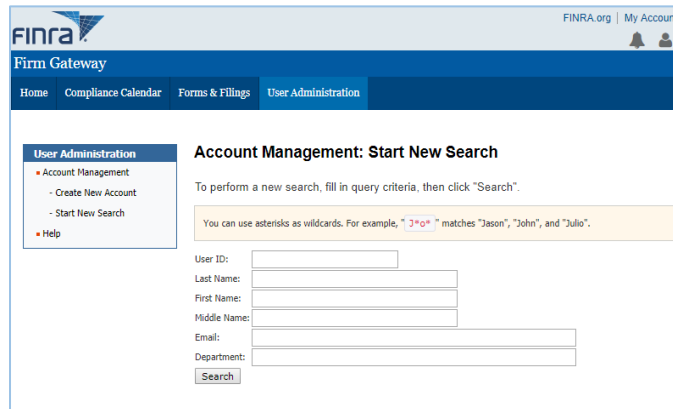 FINRA.org | My Accoun
FINra
Firm Gateway
Home Compliance Calendar Forms & Filings User Administration
User Administration
Account Management
- Create New Account
- Start New Search
Help
Account Management: Start New Search
To perform a new search, fill in query criteria, then click "Search".
You can use asterisks as wildcards. For example, "J*o*" matches "Jason", "John", and "Julio".
User ID:
Last Name:
First Name:
Middle Name:
Email:
Department:
Search